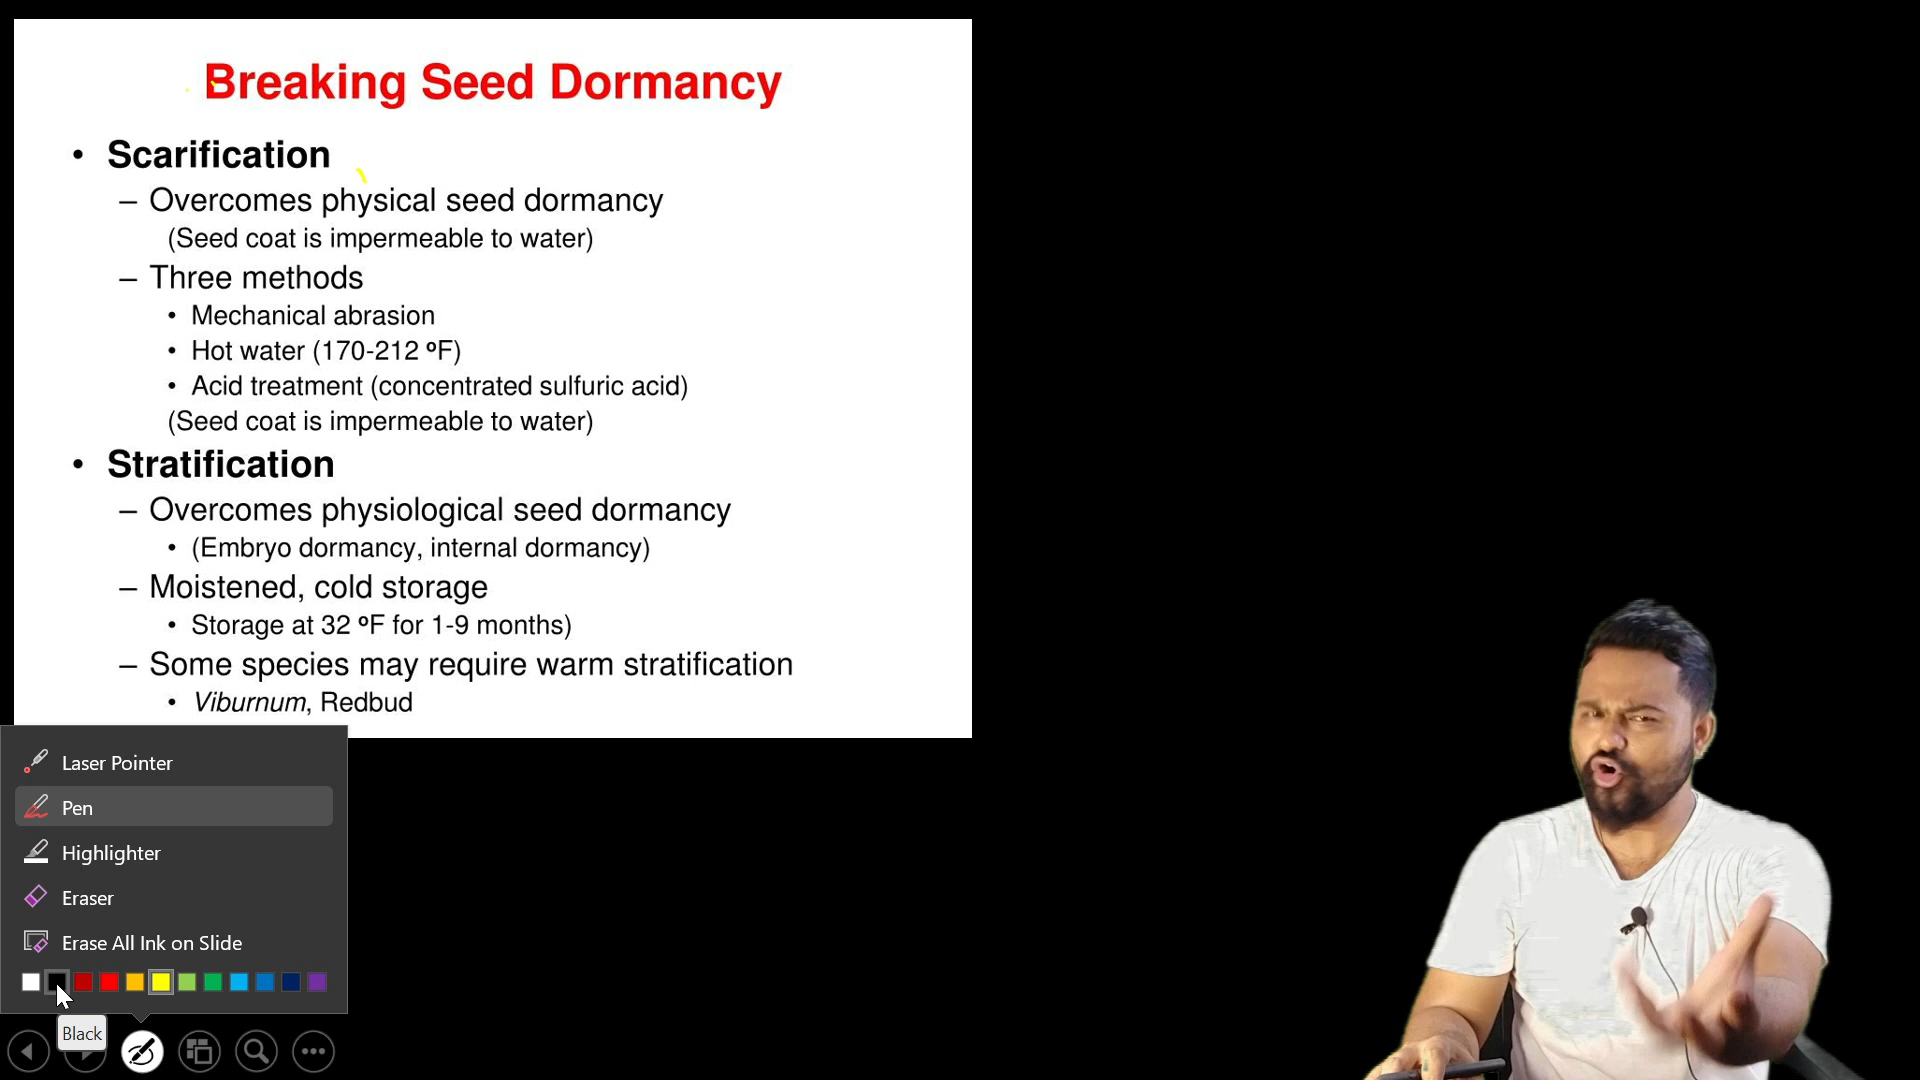 Breaking Seed Dormancy
• Scarification
– Overcomes physical seed dormancy
(Seed coat is impermeable to water)
– Three methods
• Mechanical abrasion
• Hot water (170-212 ºF)
• Acid treatment (concentrated sulfuric acid)
(Seed coat is impermeable to water)
• Stratification
– Overcomes physiological seed dormancy
• (Embryo dormancy, internal dormancy)
– Moistened, cold storage
• Storage at 32 ºF for 1-9 months)
– Some species may require warm stratification
• Viburnum, Redbud
Laser Pointer
Pen
Highlighter
Eraser
Erase All Ink on Slide
Black